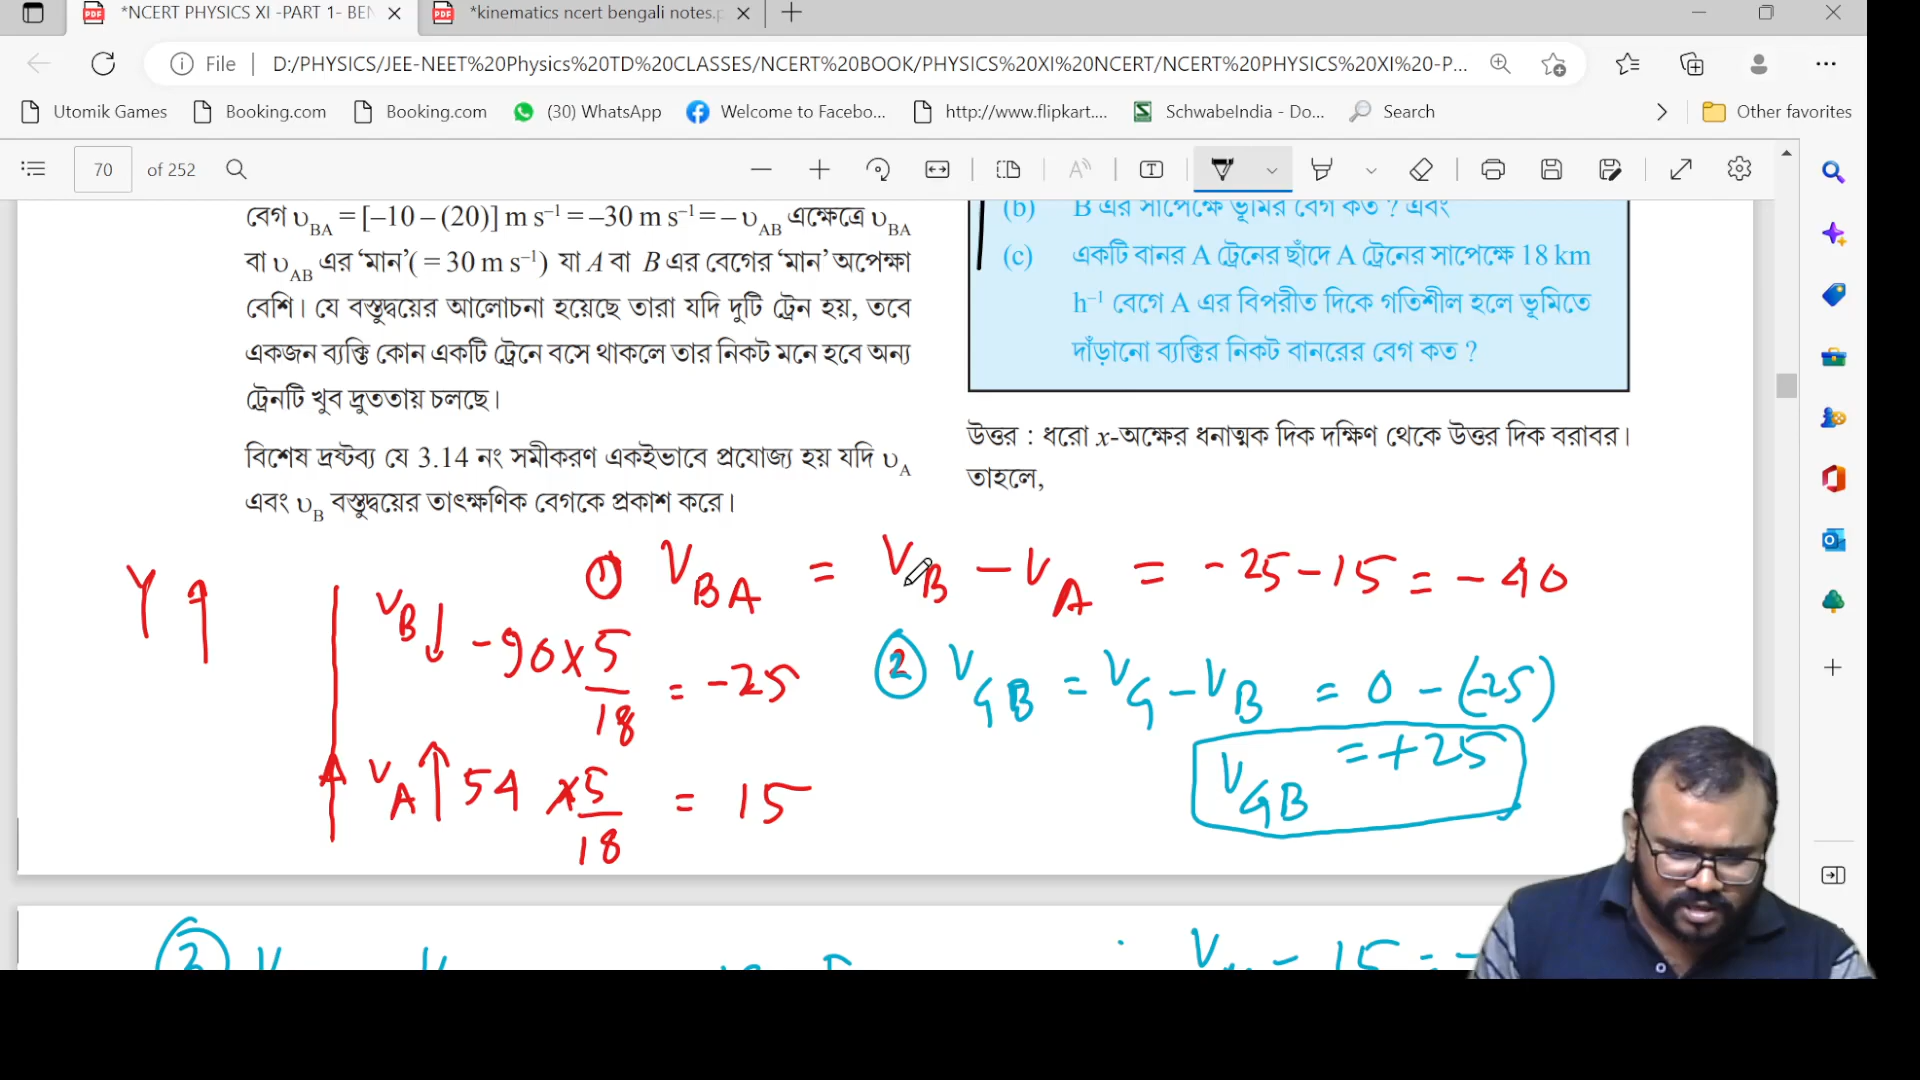 *NCERT PHYSICS XI -PART 1- BEN
*kinematics ncert bengali notes.p
File
D:/PHYSICS/JEE-NEET%20Physics%20TD%20CLASSES/NCERT%20BOOK/PHYSICS%20XI%20NCERT/NCERT%20PHYSICS%20XI%20-P...
Utomik Games
Booking.com
Booking.com
(30) WhatsApp
Welcome to Facebo...
http://www.flipkart....
SchwabeIndia - Do...
Search
Other favorites
70 of 252
বেগ υBA = [–10 – (20)] m s⁻¹ = –30 m s⁻¹ = – υAB এক্ষেত্রে υBA
বা υAB এর ‘মান’ ( = 30 m s⁻¹) যা A বা B এর বেগের ‘মান’ অপেক্ষা
বেশি। যে বস্তুদ্বয়ের আলোচনা হয়েছে তারা যদি দুটি ট্রেন হয়, তবে
একজন ব্যক্তি কোন একটি ট্রেনে বসে থাকলে তার নিকট মনে হবে অন্য
ট্রেনটি খুব দ্রুততায় চলছে।
বিশেষ দ্রষ্টব্য যে 3.14 নং সমীকরণ একইভাবে প্রযোজ্য হয় যদি υA
এবং υB বস্তুদ্বয়ের তাৎক্ষণিক বেগকে প্রকাশ করে।
(b) B এর সাপেক্ষে ভূমির বেগ কত ? এবং
(c) একটি বানর A ট্রেনের ছাঁদে A ট্রেনের সাপেক্ষে 18 km
h⁻¹ বেগে A এর বিপরীত দিকে গতিশীল হলে ভূমিতে
দাঁড়ানো ব্যক্তির নিকট বানরের বেগ কত ?
উত্তর : ধরো x-অক্ষের ধনাত্মক দিক দক্ষিণ থেকে উত্তর দিক বরাবর।
তাহলে,
① VBA = VB – VA = -25 – 15 = – 40
Y ↑
VB ↓ -90 × 5/18 = -25
② VGB = VG – VB = 0 – (-25)
= + 25
VGB
A VA ↑ 54 × 5/18 = 15
③
– 15 = –